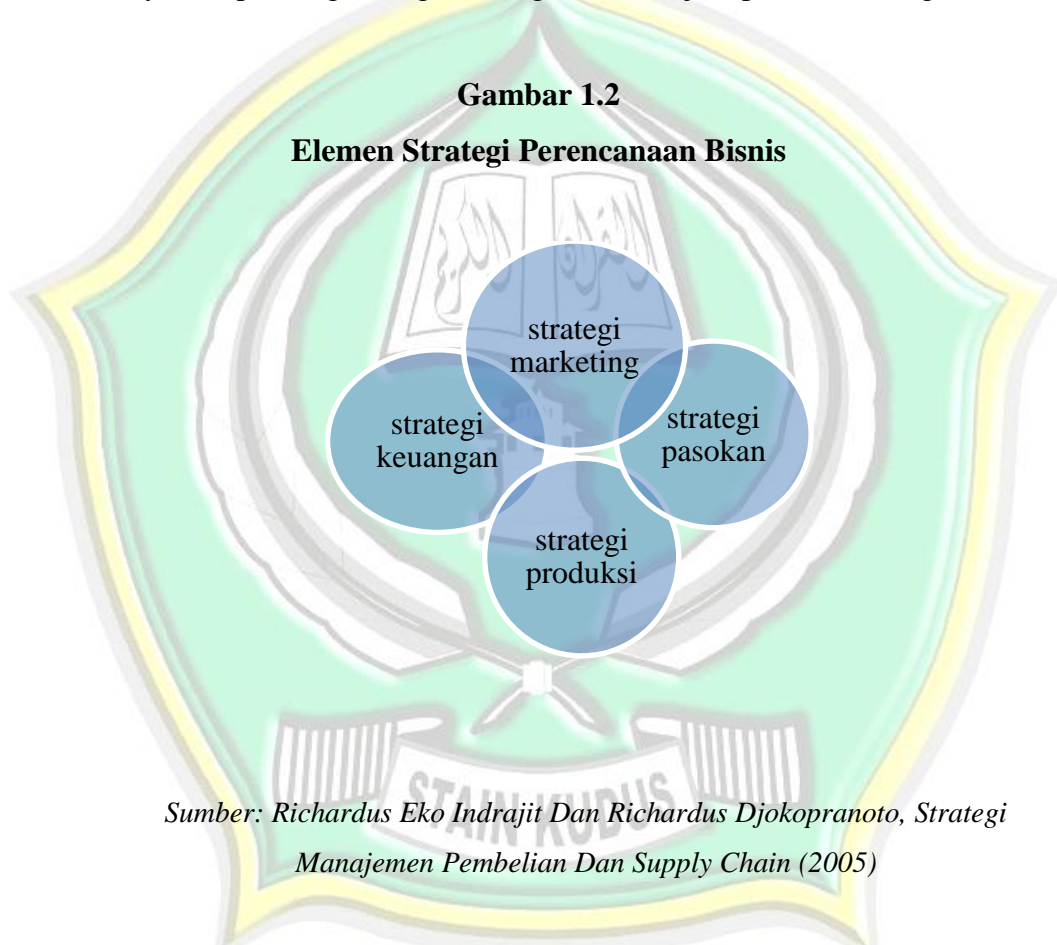 Gambar 1.2
Elemen Strategi Perencanaan Bisnis
strategi
marketing
strategi
keuangan
strategi
pasokan
strategi
produksi
STAIN KUDUS
Sumber: Richardus Eko Indrajit Dan Richardus Djokopranoto, Strategi
Manajemen Pembelian Dan Supply Chain (2005)